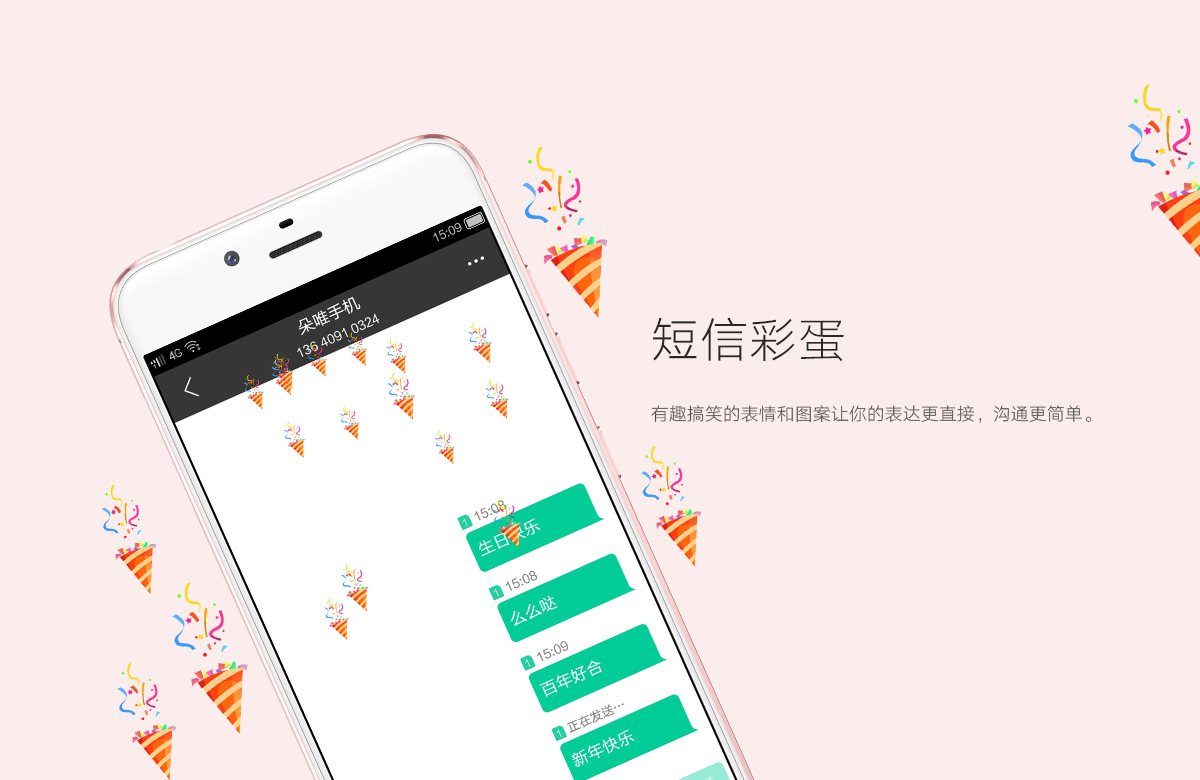 15:09
4G
朵唯手机
136 4091 0324
1 15:08
生日快乐
1 15:08
么么哒
1 15:09
百年好合
1 正在发送…
新年快乐
短信彩蛋
有趣搞笑的表情和图案让你的表达更直接，沟通更简单。